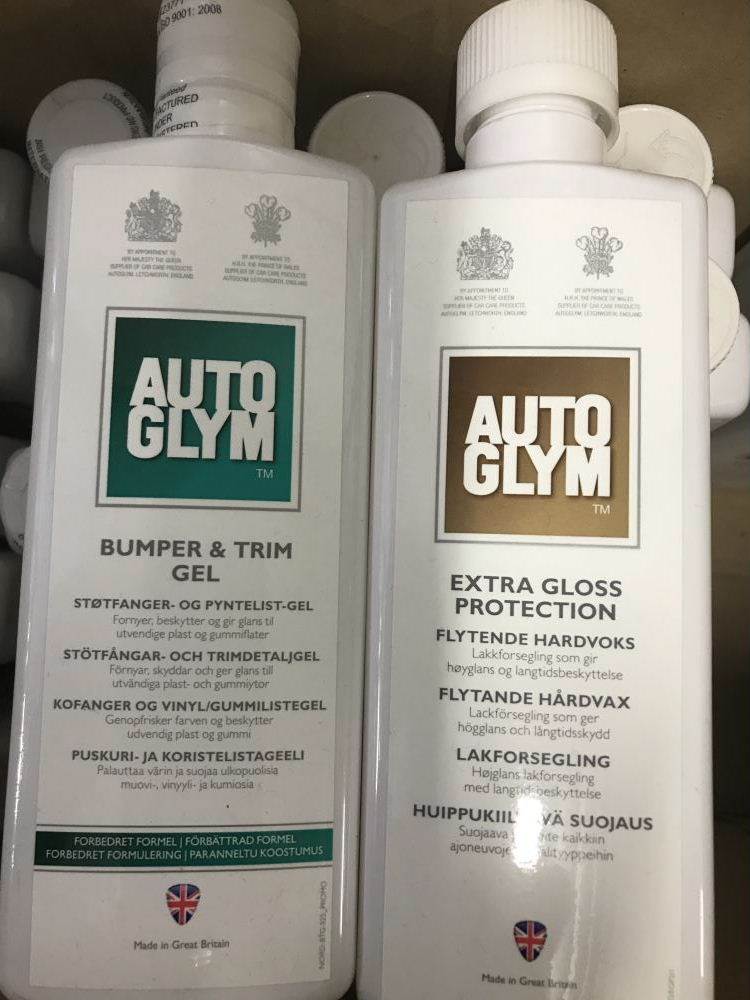 ISO 9001: 2008
BY APPOINTMENT TO
HER MAJESTY THE QUEEN
SUPPLIER OF CAR CARE PRODUCTS
AUTOGLYM, LETCHWORTH, ENGLAND
BY APPOINTMENT TO
H.R.H. THE PRINCE OF WALES
SUPPLIER OF CAR CARE PRODUCTS
AUTOGLYM LETCHWORTH, ENGLAND
AUTO
GLYM
TM
BUMPER & TRIM
GEL
STØTFANGER- OG PYNTELIST-GEL
Fornyer, beskytter og gir glans til
utvendige plast og gummiflater
STÖTFÅNGAR- OCH TRIMDETALJGEL
Förnyar, skyddar och ger glans till
utvändiga plast- och gummiytor
KOFANGER OG VINYL/GUMMILISTEGEL
Genopfrisker farven og beskytter
udvendig plast og gummi
PUSKURI- JA KORISTELISTAGEELI
Palauttaa värin ja suojaa ulkopuolisia
muovi-, vinyyli- ja kumiosia
FORBEDRET FORMEL | FÖRBÄTTRAD FORMEL
FORBEDRET FORMULERING | PARANNELTU KOOSTUMUS
Made in Great Britain
BY APPOINTMENT TO
HER MAJESTY THE QUEEN
SUPPLIER OF CAR CARE PRODUCTS
AUTOGLYM, LETCHWORTH, ENGLAND
BY APPOINTMENT TO
H.R.H. THE PRINCE OF WALES
SUPPLIER OF CAR CARE PRODUCTS
AUTOGLYM, LETCHWORTH, ENGLAND
AUTO
GLYM
TM
EXTRA GLOSS
PROTECTION
FLYTENDE HARDVOKS
Lakkforsegling som gir
høyglans og langtidsbeskyttelse
FLYTANDE HÅRDVAX
Lackförsegling som ger
högglans och långtidsskydd
LAKFORSEGLING
Højglans lakforsegling
med langtidsbeskyttelse
SUOJAUS
Suojaava kaikkiin
Made in Great Britain